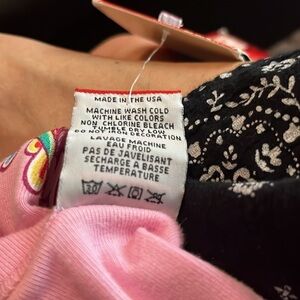 MADE IN THE USA
MACHINE WASH COLD
WITH LIKE COLORS
NON CHLORINE BLEACH
TUMBLE DRY LOW
DO NOT IRON DECORATION
LAVAGE MACHINE
EAU FROID
PAS DE JAVELISANT
SECHARGE A BASSE
TEMPERATURE